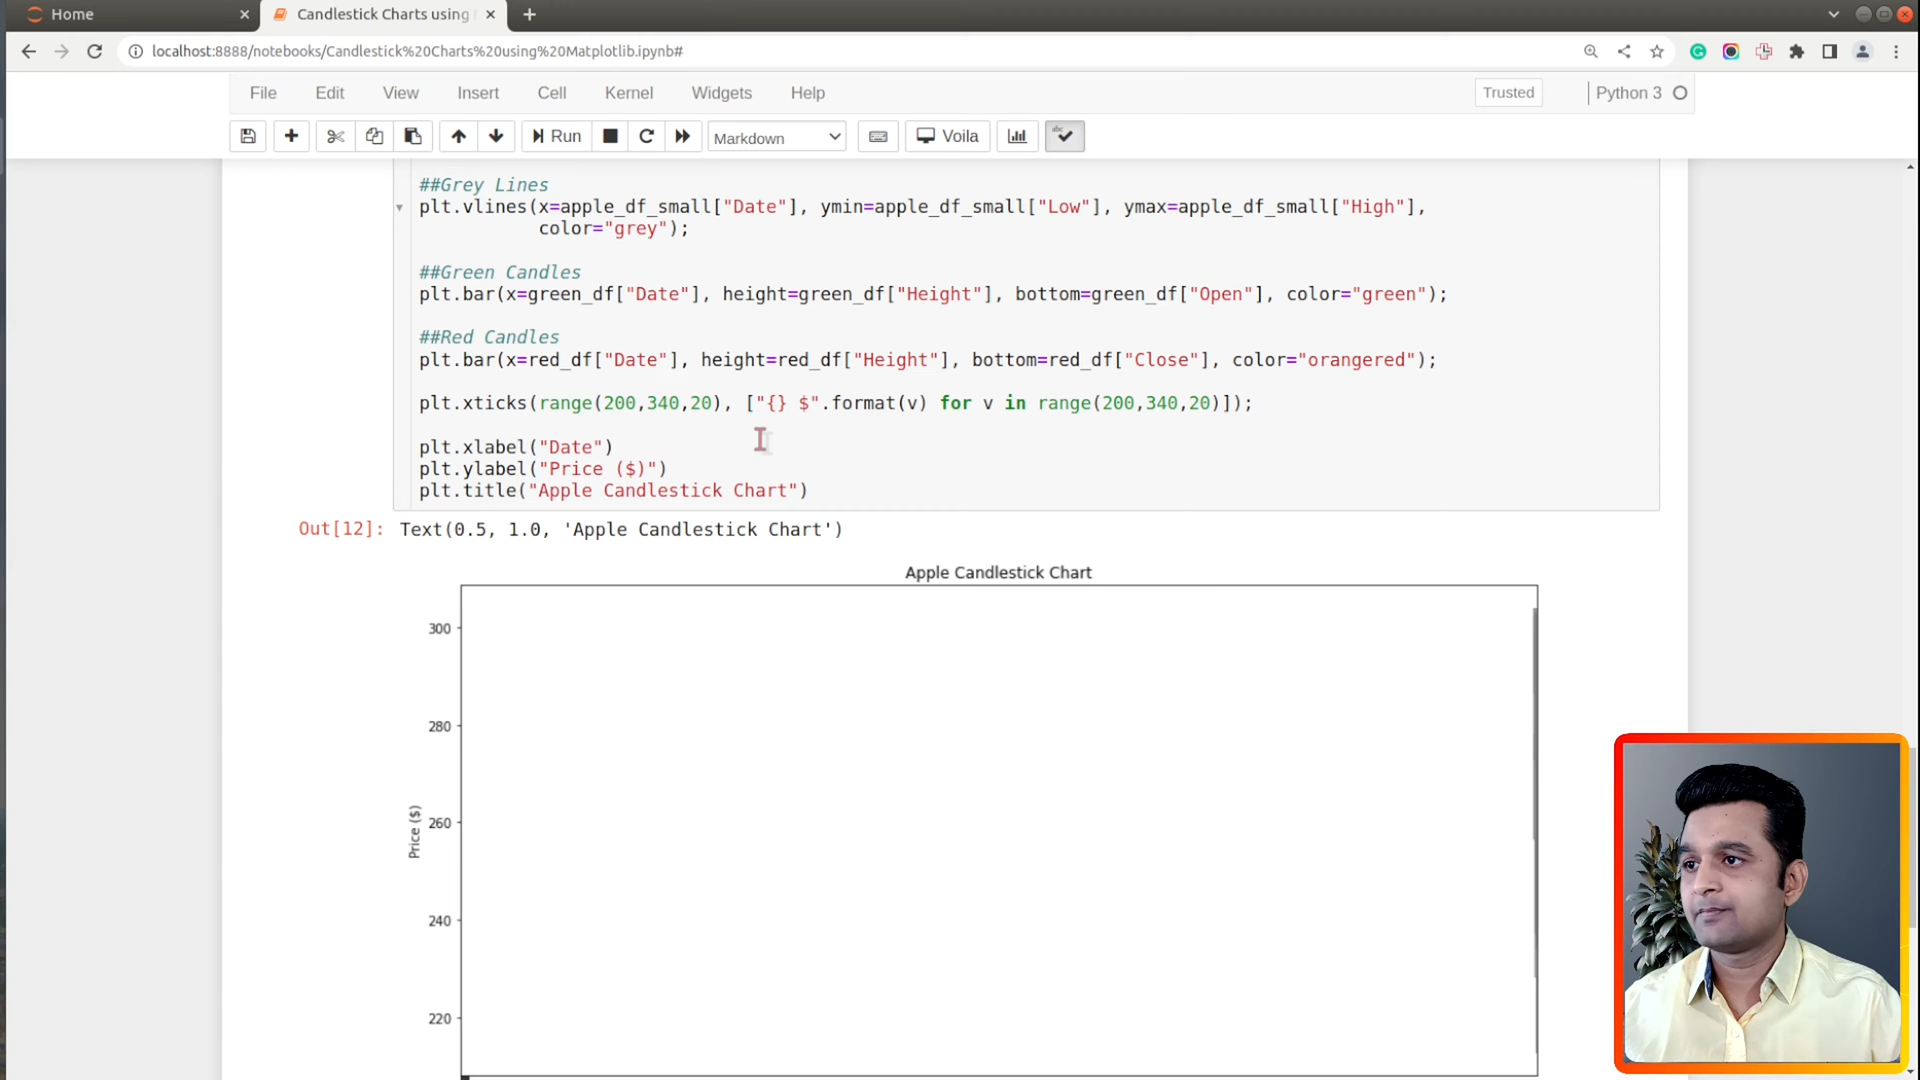 Home
Candlestick Charts using
localhost:8888/notebooks/Candlestick%20Charts%20using%20Matplotlib.ipynb#
File Edit View Insert Cell Kernel Widgets Help Trusted Python 3
Run Markdown Voila
##Grey Lines
plt.vlines(x=apple_df_small["Date"], ymin=apple_df_small["Low"], ymax=apple_df_small["High"],
color="grey");
##Green Candles
plt.bar(x=green_df["Date"], height=green_df["Height"], bottom=green_df["Open"], color="green");
##Red Candles
plt.bar(x=red_df["Date"], height=red_df["Height"], bottom=red_df["Close"], color="orangered");
plt.xticks(range(200,340,20), ["{} $".format(v) for v in range(200,340,20)]);
plt.xlabel("Date")
plt.ylabel("Price ($)")
plt.title("Apple Candlestick Chart")
Out[12]: Text(0.5, 1.0, 'Apple Candlestick Chart')
Apple Candlestick Chart
300
280
260
240
220
Price ($)